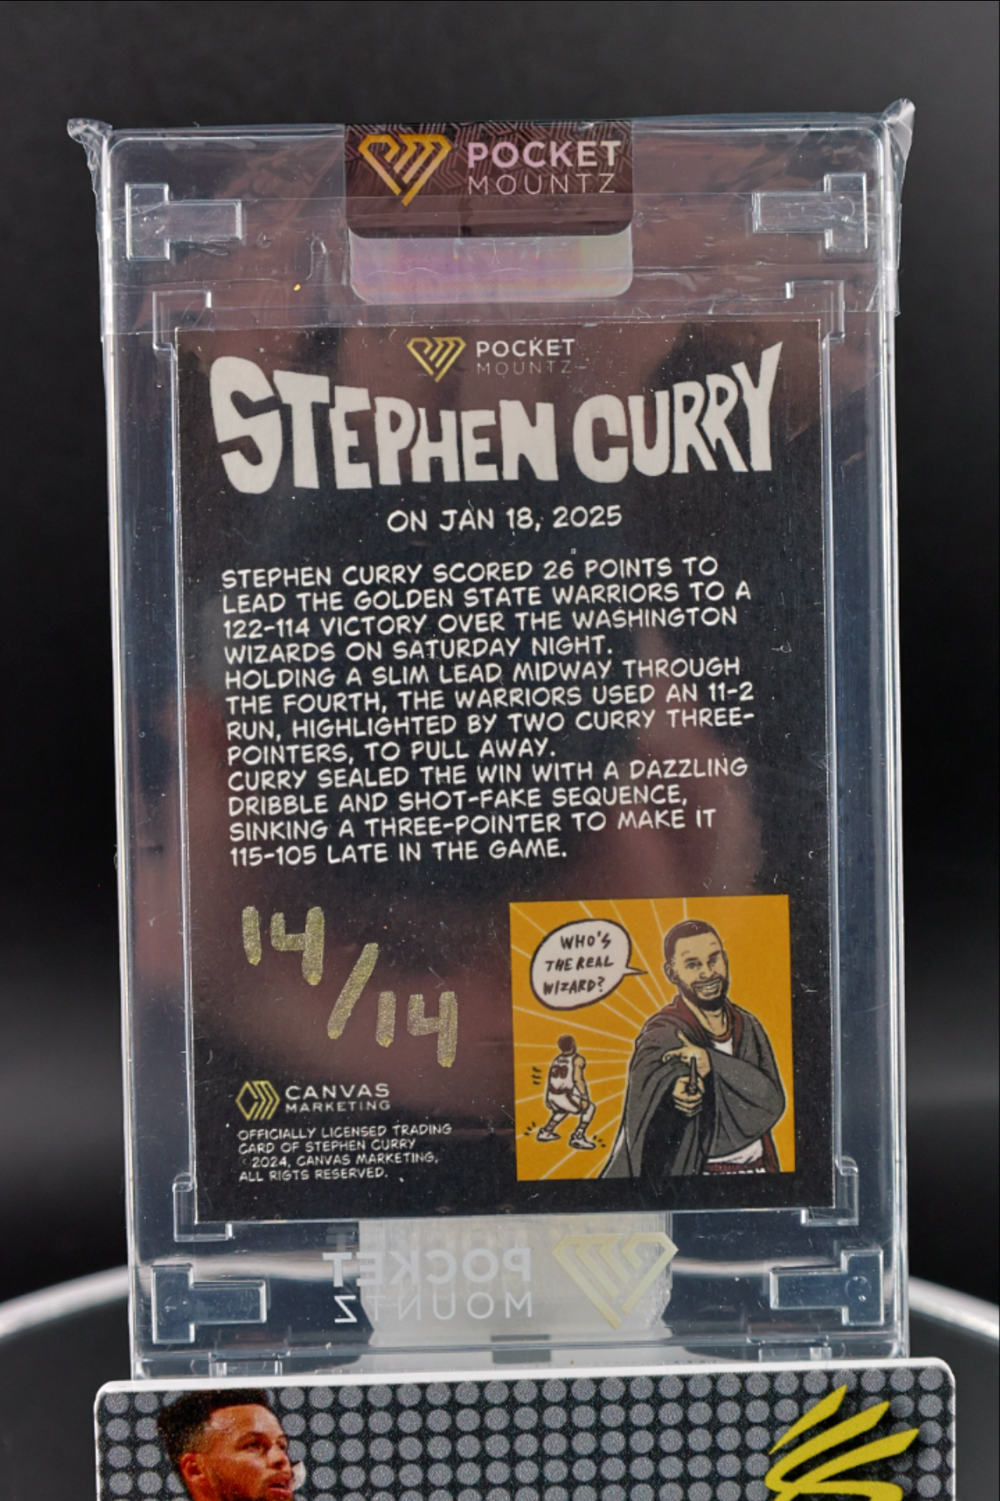 POCKET
MOUNTZ
POCKET
MOUNTZ
STEPHEN CURRY
ON JAN 18, 2025
STEPHEN CURRY SCORED 26 POINTS TO
LEAD THE GOLDEN STATE WARRIORS TO A
122-114 VICTORY OVER THE WASHINGTON
WIZARDS ON SATURDAY NIGHT.
HOLDING A SLIM LEAD MIDWAY THROUGH
THE FOURTH, THE WARRIORS USED AN 11-2
RUN, HIGHLIGHTED BY TWO CURRY THREE-
POINTERS, TO PULL AWAY.
CURRY SEALED THE WIN WITH A DAZZLING
DRIBBLE AND SHOT-FAKE SEQUENCE,
SINKING A THREE-POINTER TO MAKE IT
115-105 LATE IN THE GAME.
14/14
WHO'S
THE REAL
WIZARD?
CANVAS
MARKETING
OFFICIALLY LICENSED TRADING
CARD OF STEPHEN CURRY
©2024, CANVAS MARKETING,
ALL RIGTS RESERVED.
POCKET
MOUNTZ